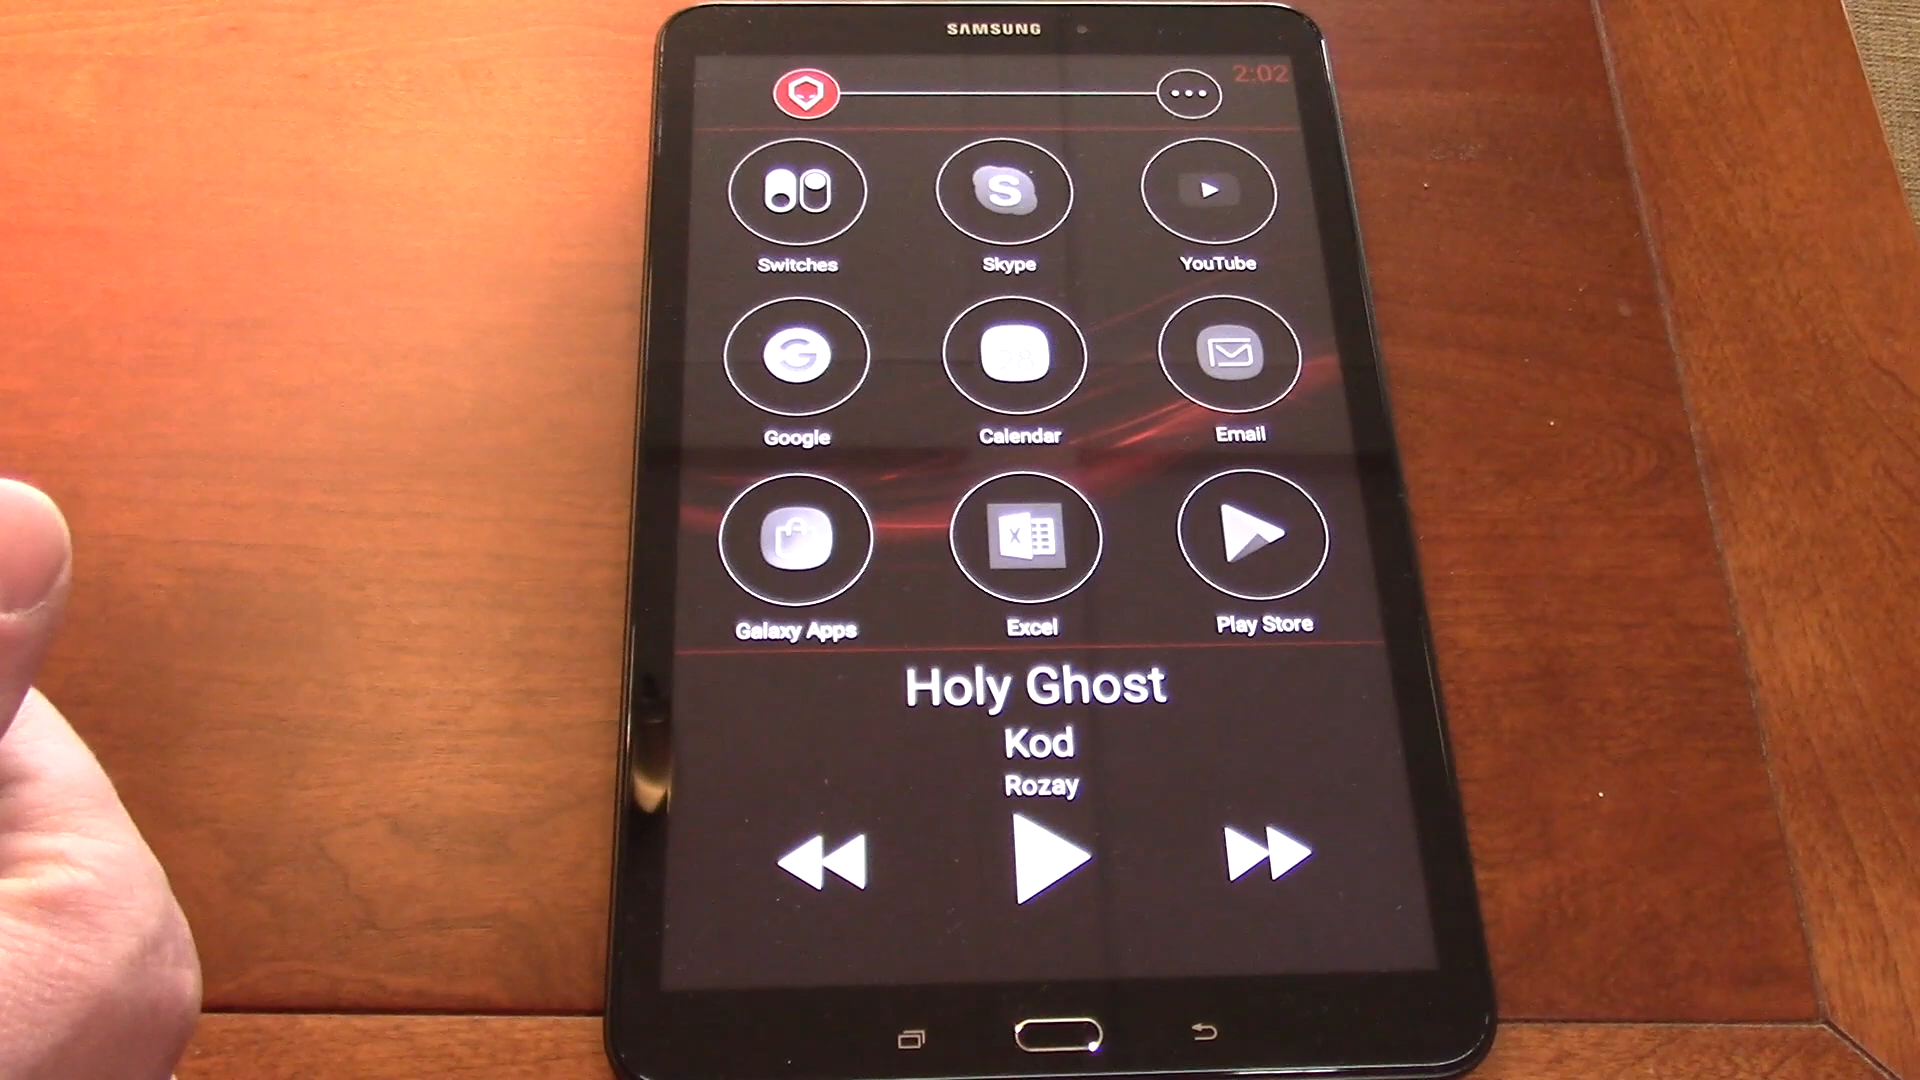 SAMSUNG
2:02
Switches
Skype
YouTube
Google
Calendar
Email
Galaxy Apps
Excel
Play Store
Holy Ghost
Kod
Rozay